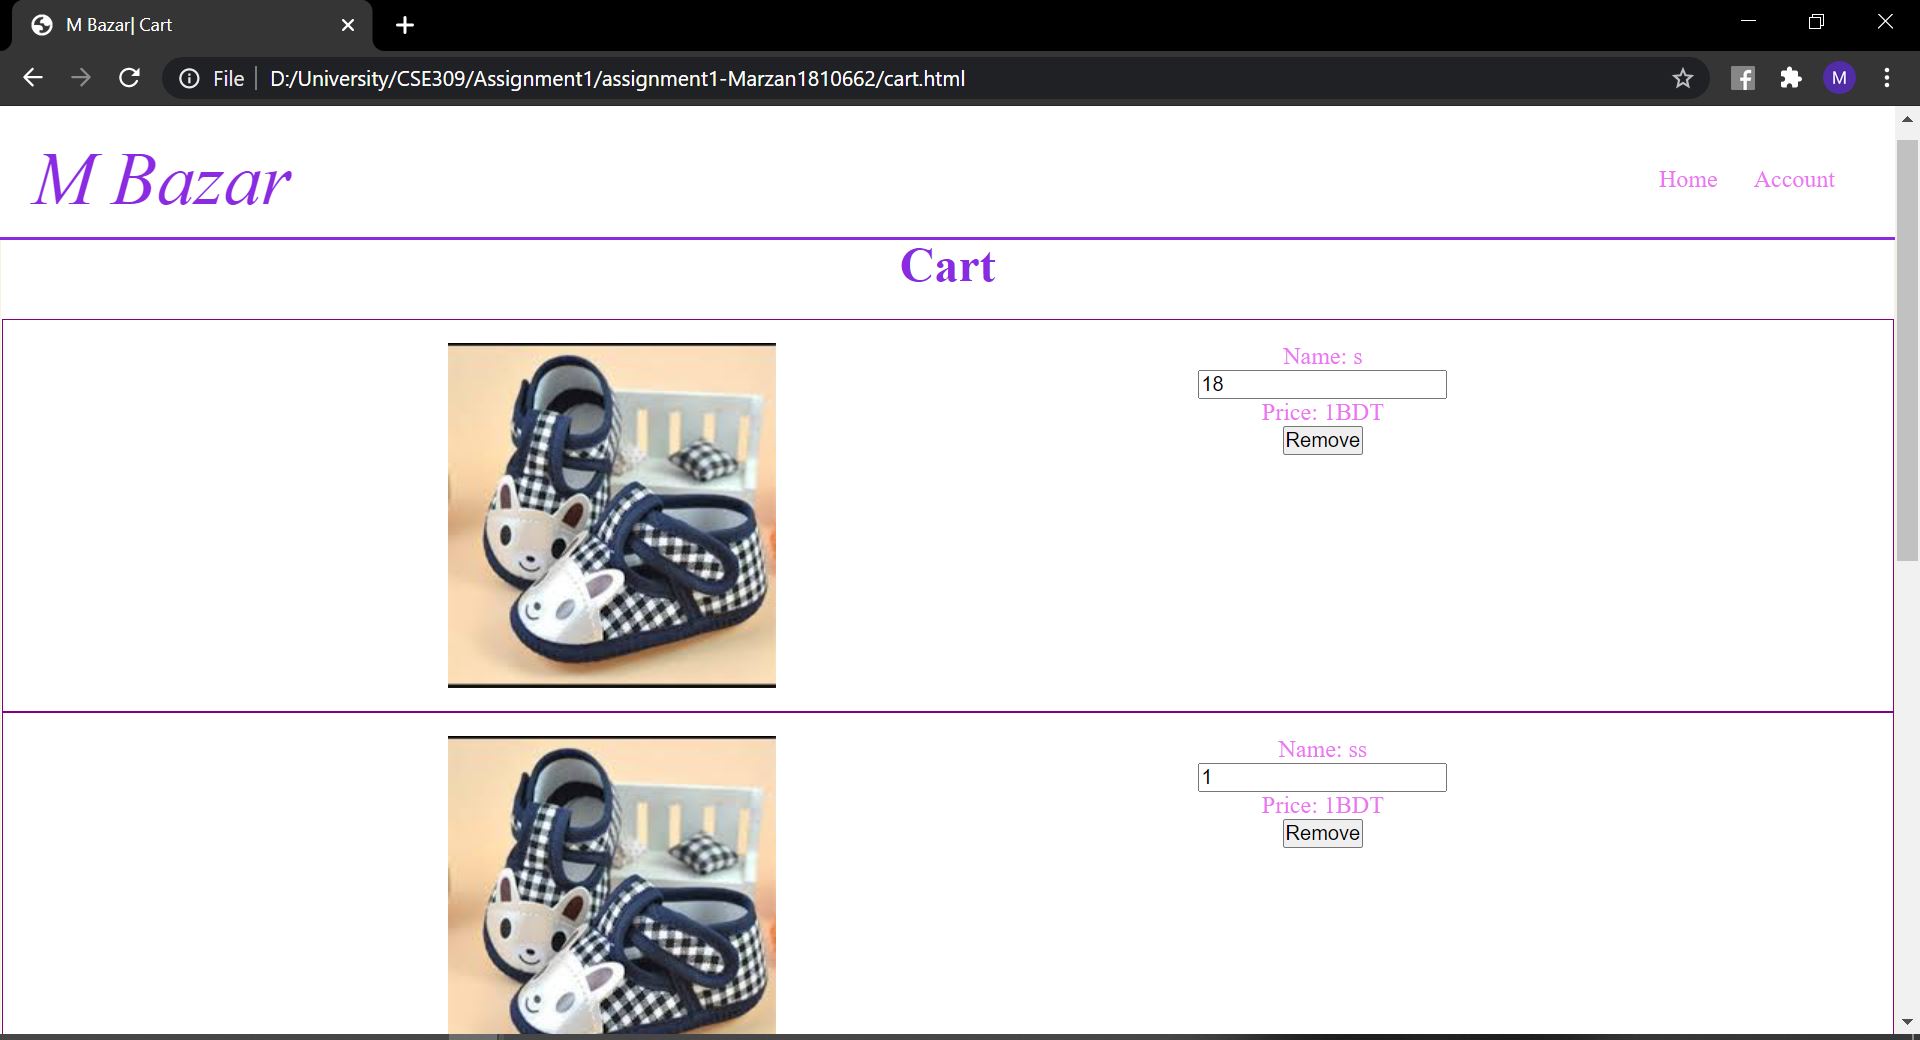 M Bazar| Cart
File D:/University/CSE309/Assignment1/assignment1-Marzan1810662/cart.html
M
M Bazar
Home Account
Cart
Name: s
18
Price: 1BDT
Remove
Name: ss
1
Price: 1BDT
Remove